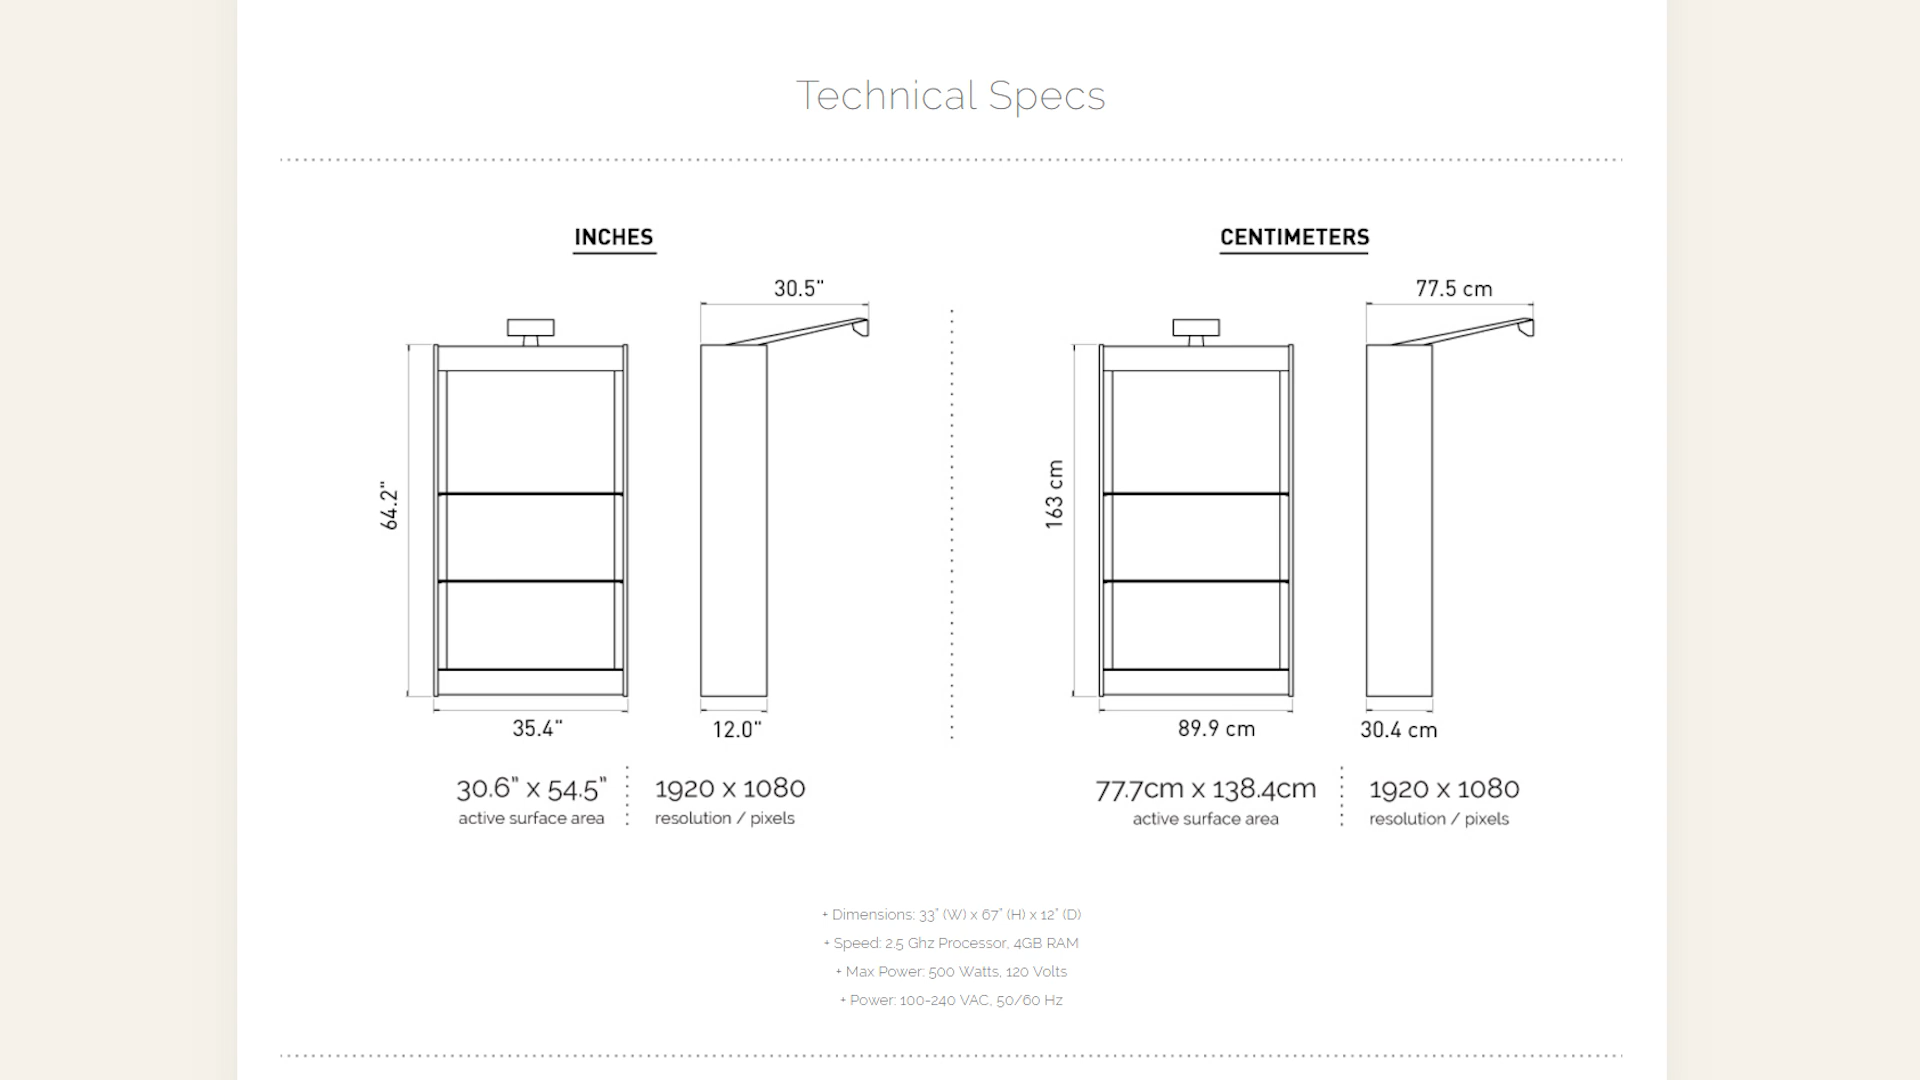 Technical Specs
INCHES
30.5"
64.2"
35.4"
12.0"
30.6” x 54.5”
active surface area
1920 x 1080
resolution / pixels
CENTIMETERS
77.5 cm
163 cm
89.9 cm
30.4 cm
77.7cm x 138.4cm
active surface area
1920 x 1080
resolution / pixels
+ Dimensions: 33” (W) x 67” (H) x 12” (D)
+ Speed: 2.5 Ghz Processor, 4GB RAM
+ Max Power: 500 Watts, 120 Volts
+ Power: 100-240 VAC, 50/60 Hz